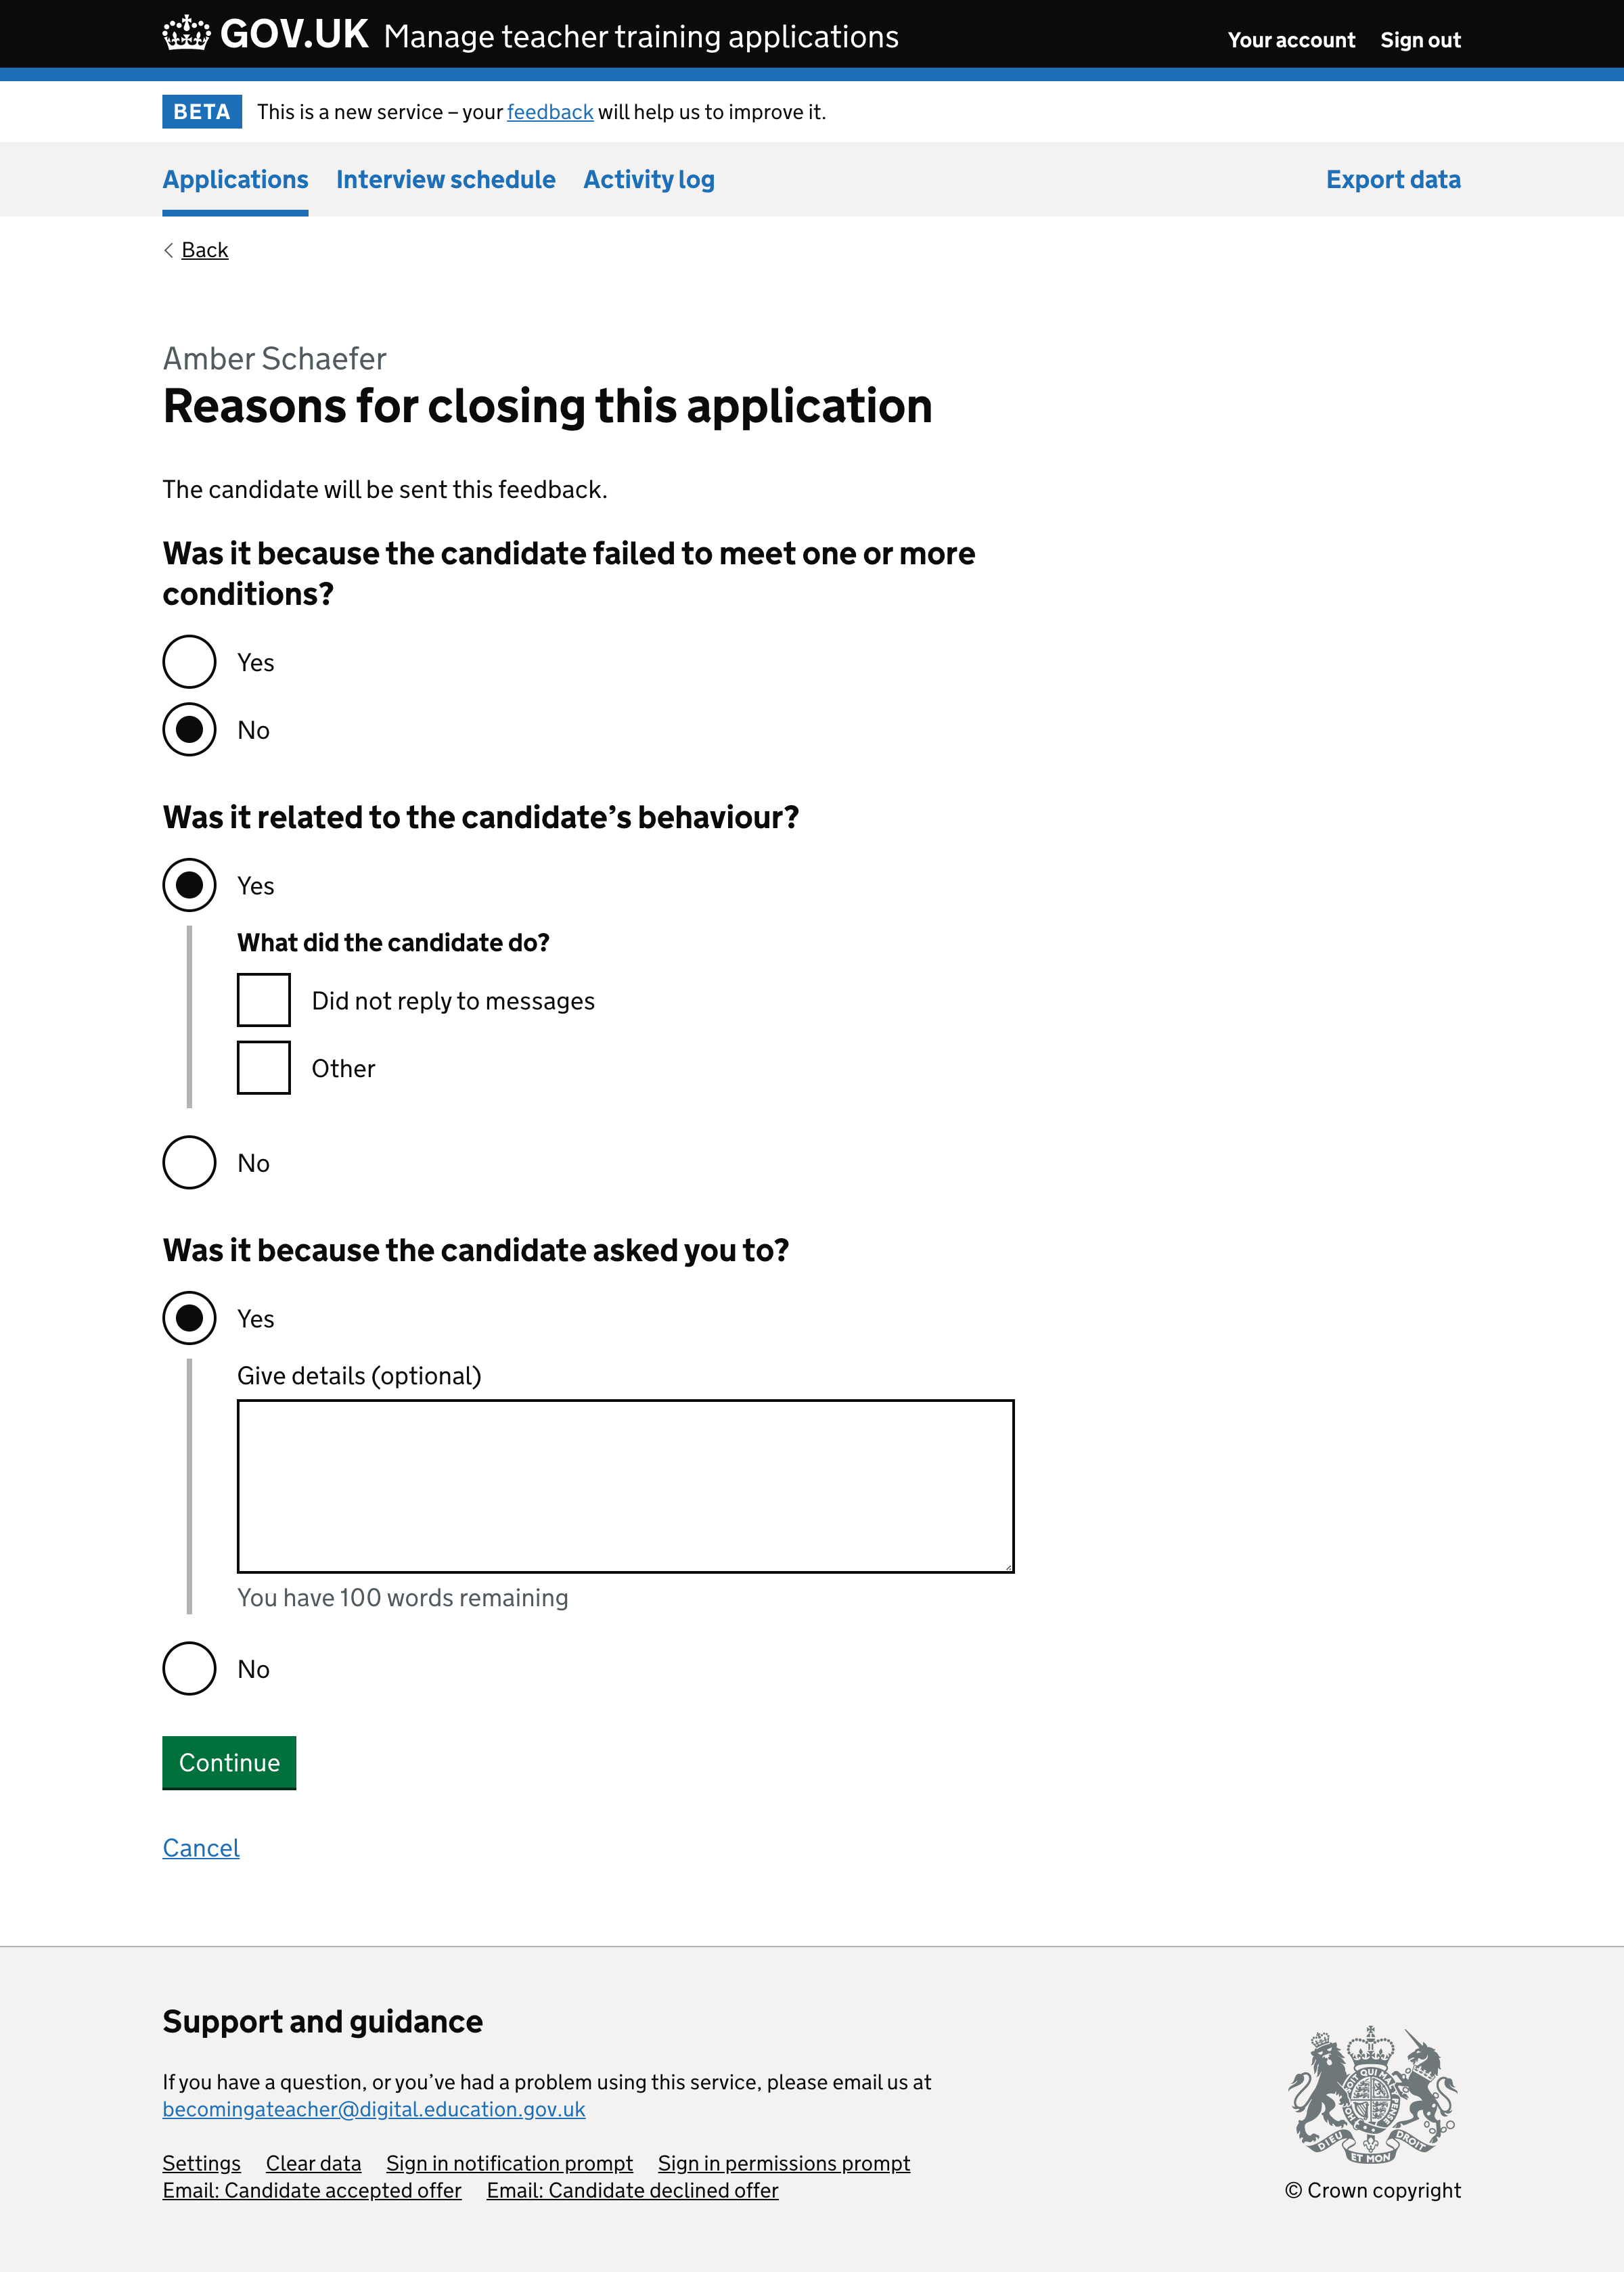 GOV.UK Manage teacher training applications Your account Sign out
BETA This is a new service – your feedback will help us to improve it.
Applications Interview schedule Activity log Export data
Back
Amber Schaefer
Reasons for closing this application
The candidate will be sent this feedback.
Was it because the candidate failed to meet one or more
conditions?
Yes
No
Was it related to the candidate’s behaviour?
Yes
What did the candidate do?
Did not reply to messages
Other
No
Was it because the candidate asked you to?
Yes
Give details (optional)
You have 100 words remaining
No
Continue
Cancel
Support and guidance
If you have a question, or you’ve had a problem using this service, please email us at
becomingateacher@digital.education.gov.uk
Settings Clear data Sign in notification prompt Sign in permissions prompt
Email: Candidate accepted offer Email: Candidate declined offer
DIEU ET MON DROIT
© Crown copyright